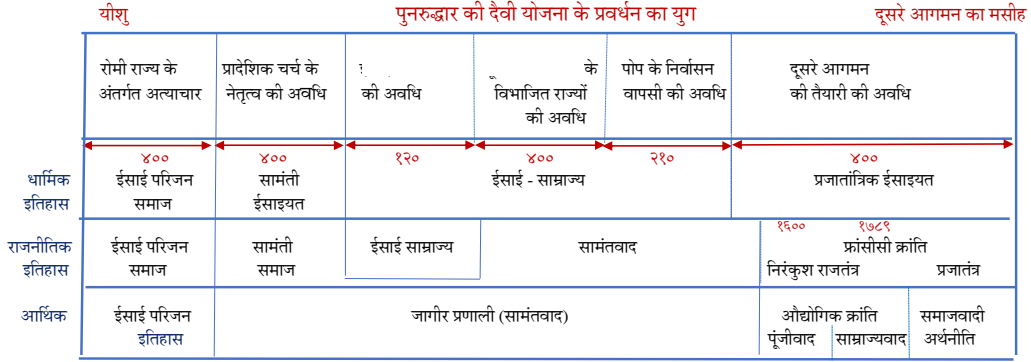 यीशु पुनरुद्धार की दैवी योजना के प्रवर्धन का युग दूसरे आगमन का मसीह
रोमी राज्य के प्रादेशिक चर्च के के पोप के निर्वासन दूसरे आगमन
अंतर्गत अत्याचार नेतृत्व की अवधि की अवधि विभाजित राज्यों वापसी की अवधि की तैयारी की अवधि
की अवधि
४०० ४०० १२० ४०० २१० ४००
धार्मिक ईसाई परिजन सामंती ईसाई - साम्राज्य प्रजातांत्रिक ईसाइयत
इतिहास समाज ईसाइयत
१६०० १७८९
राजनीतिक ईसाई परिजन सामंती ईसाई साम्राज्य सामंतवाद फ्रांसीसी क्रांति
इतिहास समाज समाज निरंकुश राजतंत्र प्रजातंत्र
आर्थिक ईसाई परिजन जागीर प्रणाली (सामंतवाद) औद्योगिक क्रांति समाजवादी
इतिहास पूंजीवाद साम्राज्यवाद अर्थनीति